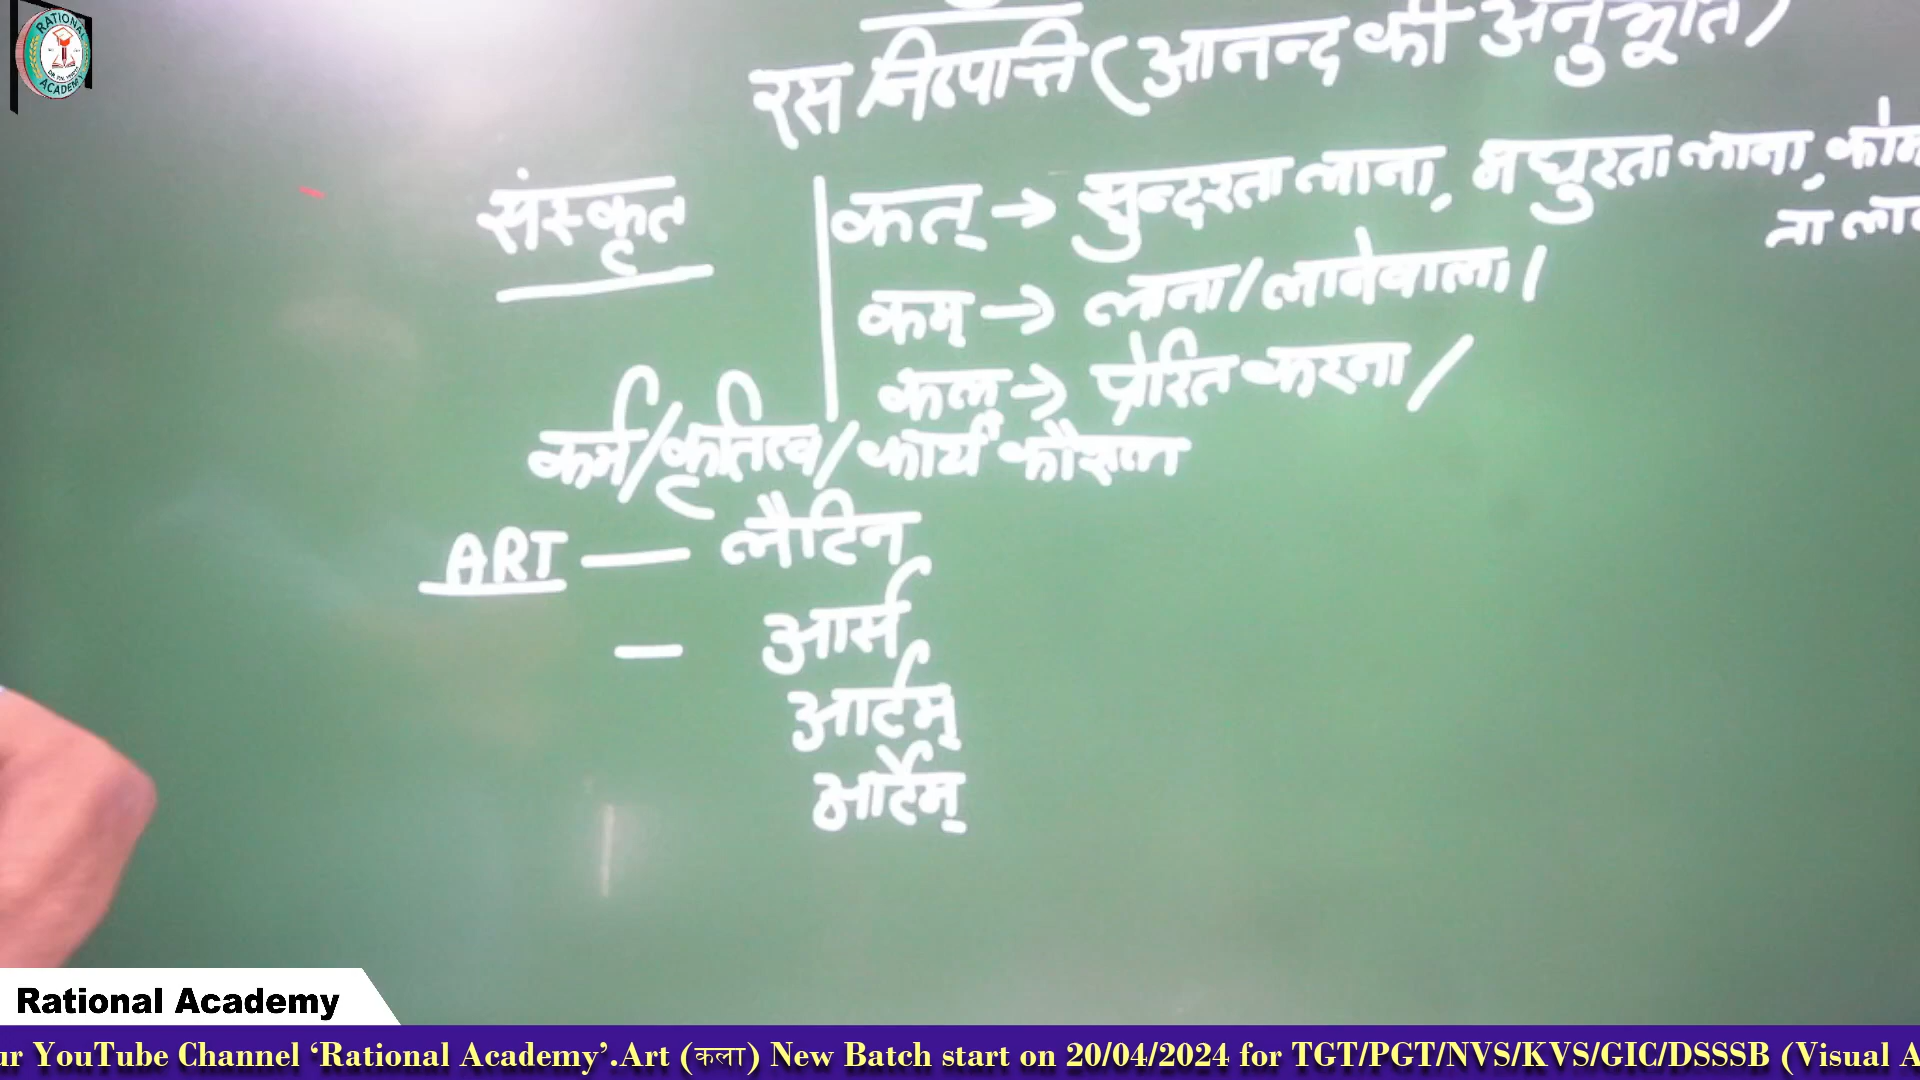 RATIONAL
ACADEMY
रस निष्पत्ति (आनन्द की अनुभूति)
संस्कृत
कत् → सुन्दरता लाना, मधुरता लाना,
कम् → लाना/लानेवाला।
कल् → प्रेरित करना /
कर्म/कृतित्व/कार्य कौशल
ART — लैटिन
— आर्स
आर्टम्
आर्टेम्
Rational Academy
YouTube Channel ‘Rational Academy’.Art (कला) New Batch start on 20/04/2024 for TGT/PGT/NVS/KVS/GIC/DSSSB (Visual